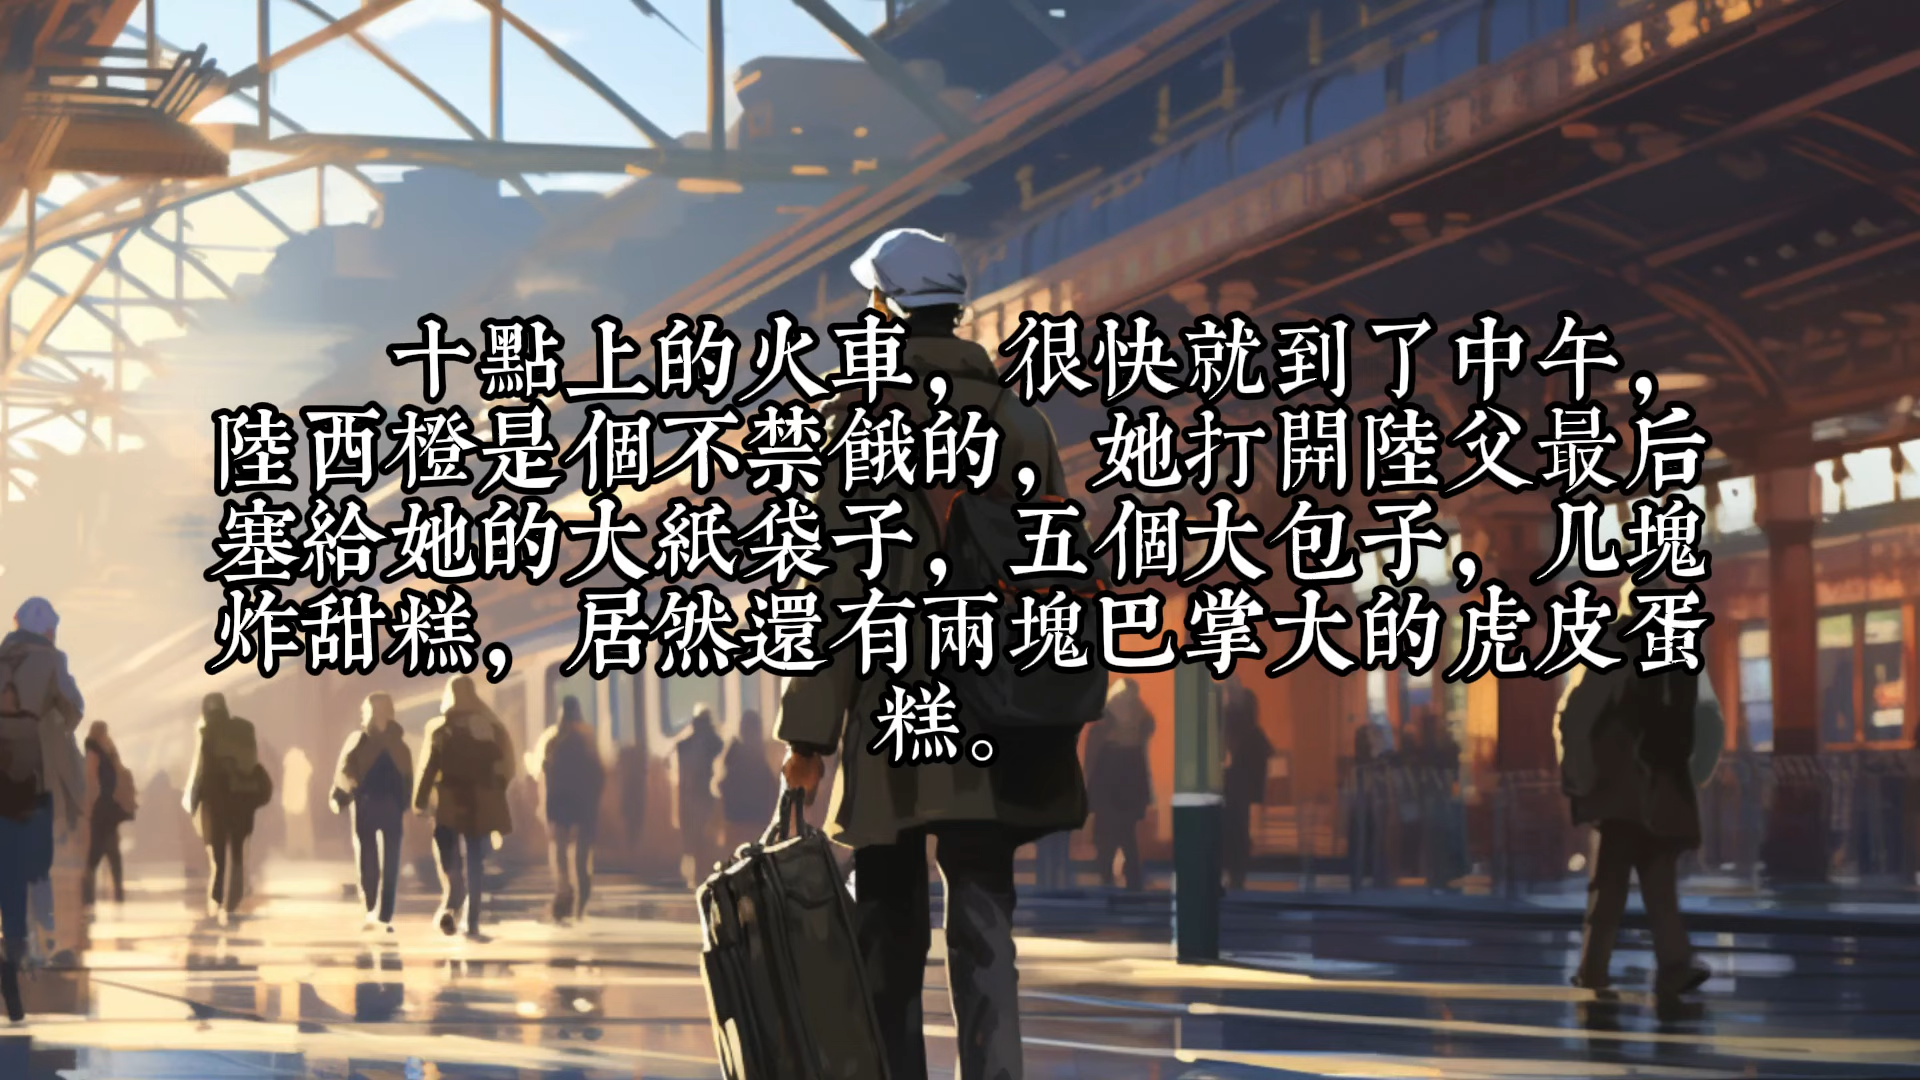 十點上的火車，很快就到了中午，
陸西橙是個不禁餓的，她打開陸父最后
塞給她的大紙袋子，五個大包子，几塊
炸甜糕，居然還有兩塊巴掌大的虎皮蛋
糕。